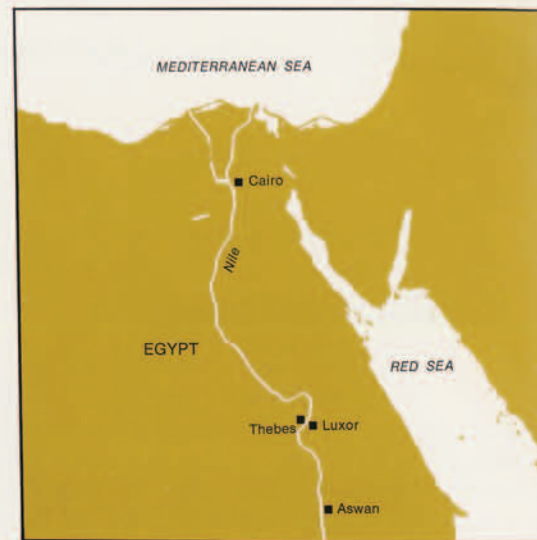 MEDITERRANEAN SEA
Cairo
Nile
EGYPT
RED SEA
Thebes
Luxor
Aswan